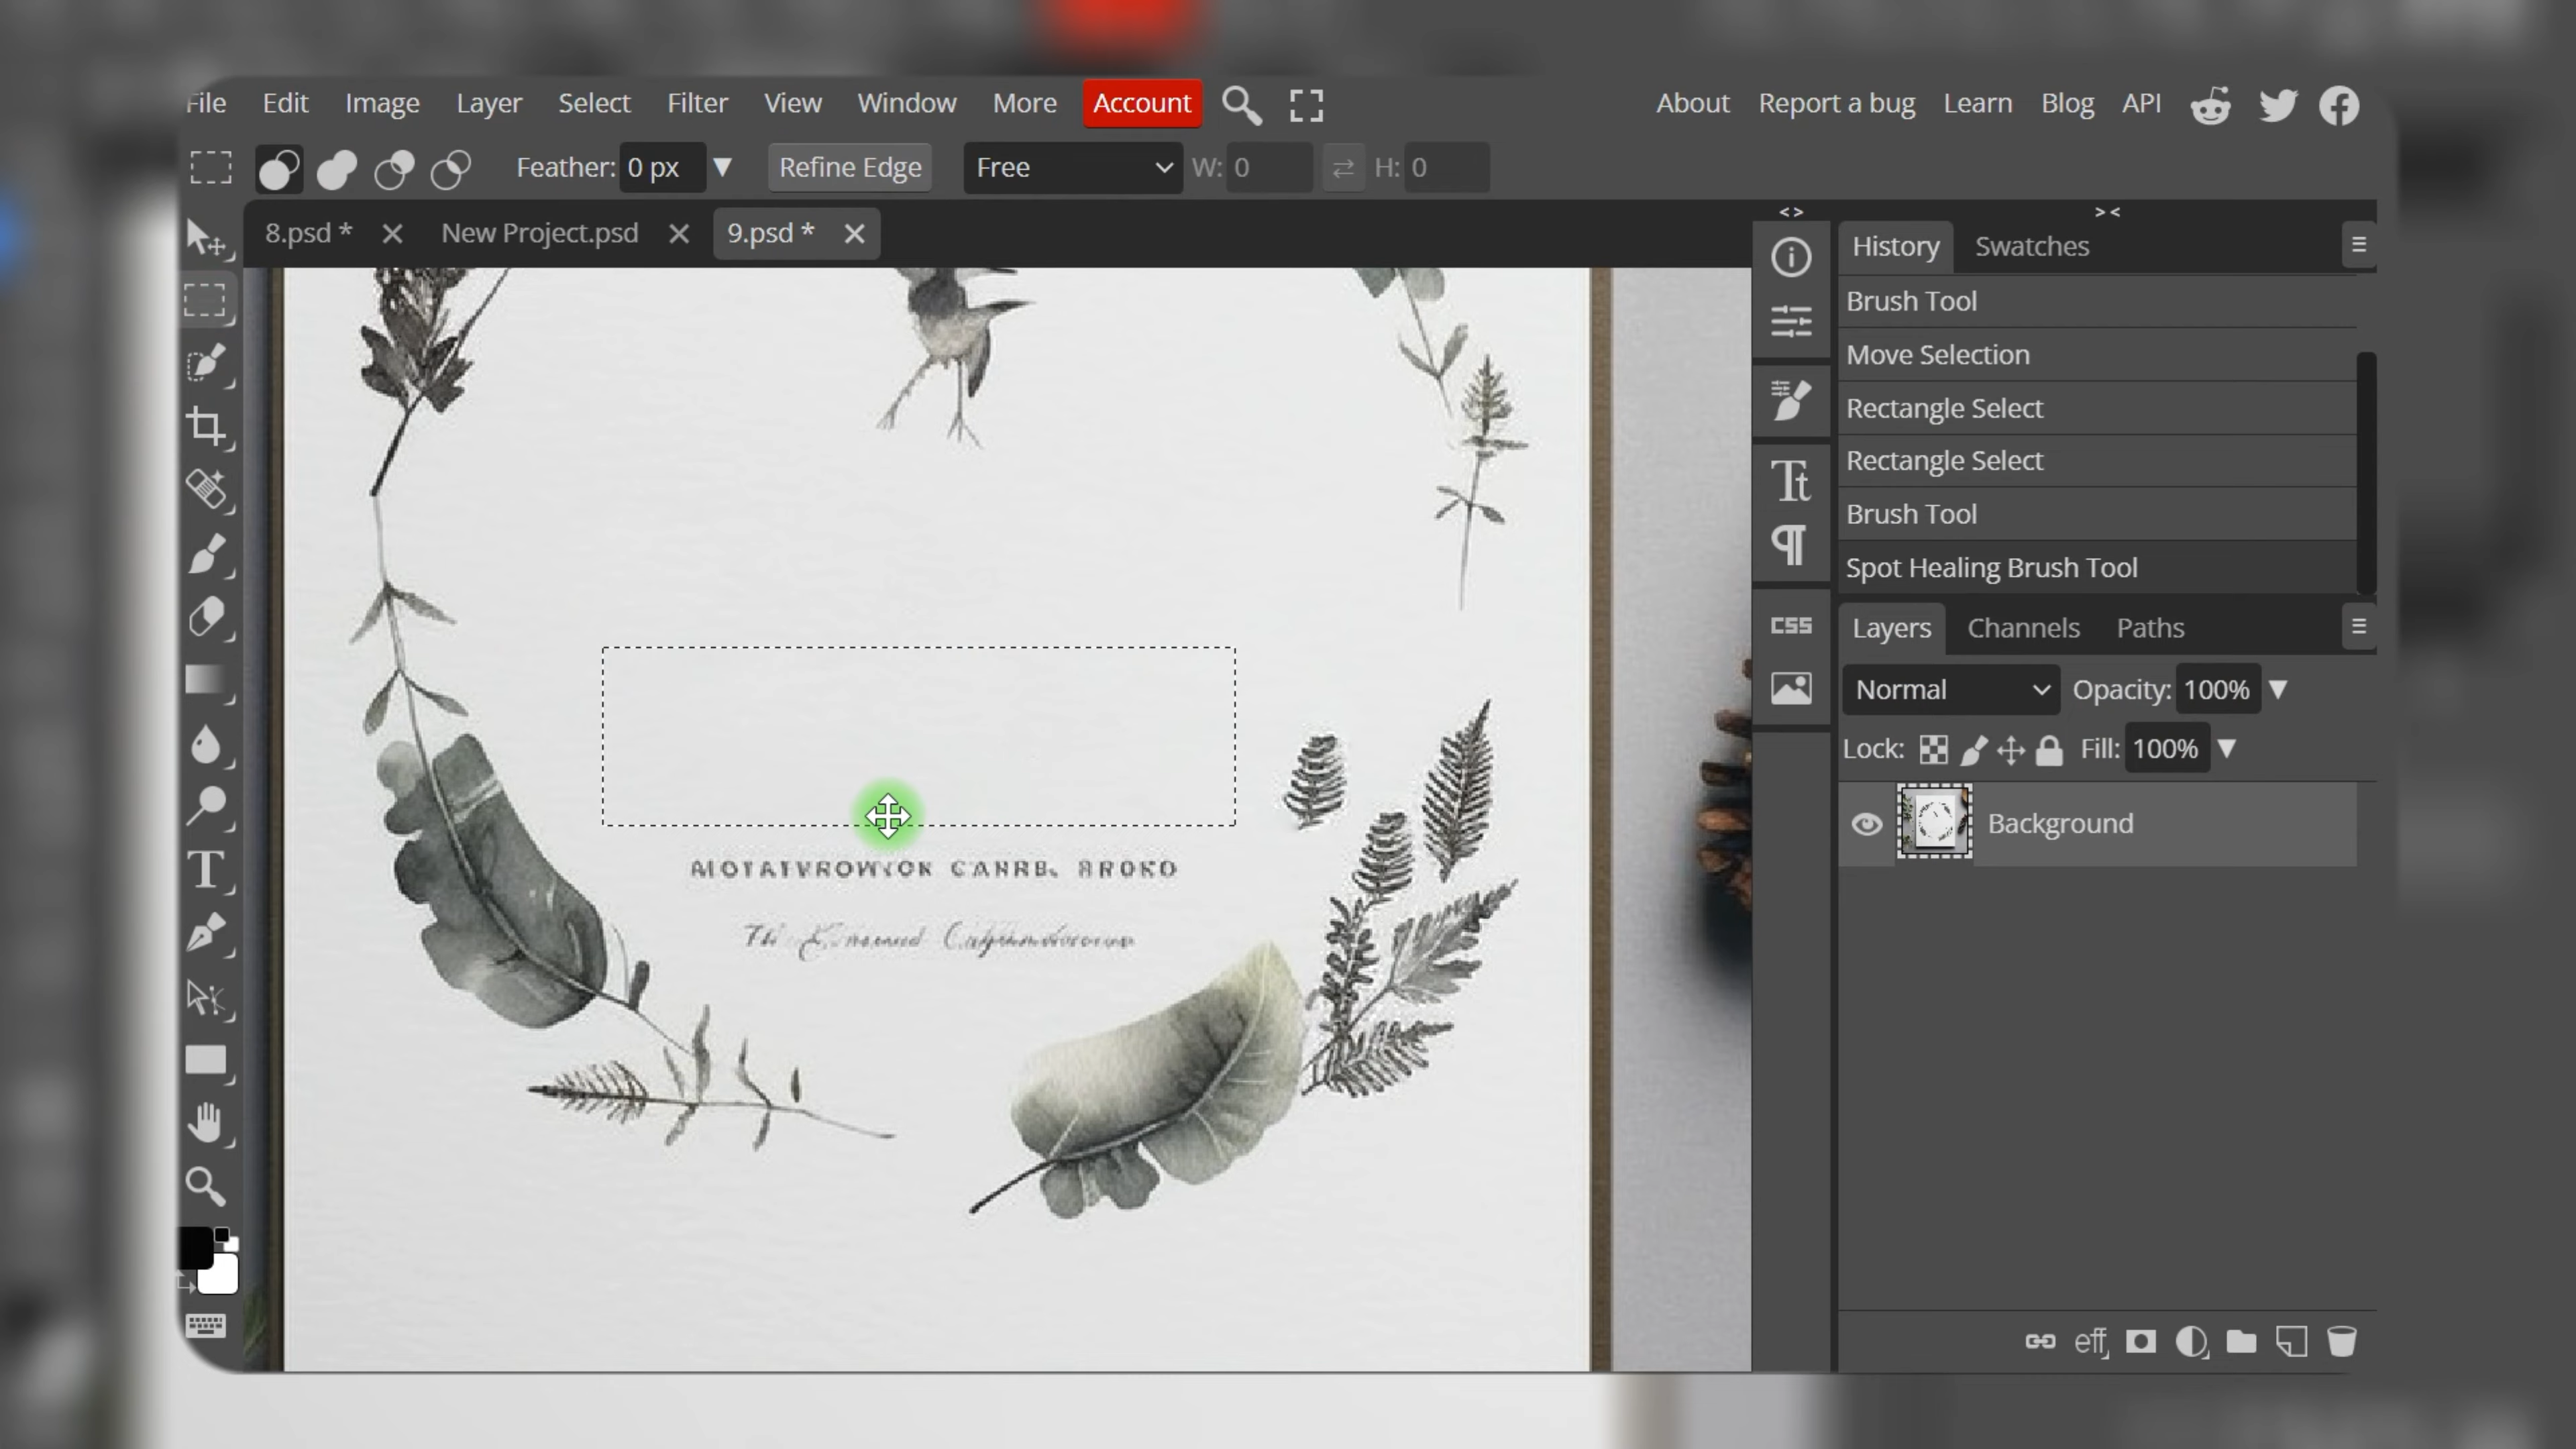 File Edit Image Layer Select Filter View Window More Account About Report a bug Learn Blog API
Feather: 0 px Refine Edge Free W: 0 H: 0
8.psd * New Project.psd 9.psd *
History Swatches
Brush Tool
Move Selection
Rectangle Select
Rectangle Select
Brush Tool
Spot Healing Brush Tool
CSS
Layers Channels Paths
Normal Opacity: 100%
Lock: Fill: 100%
Background
eff